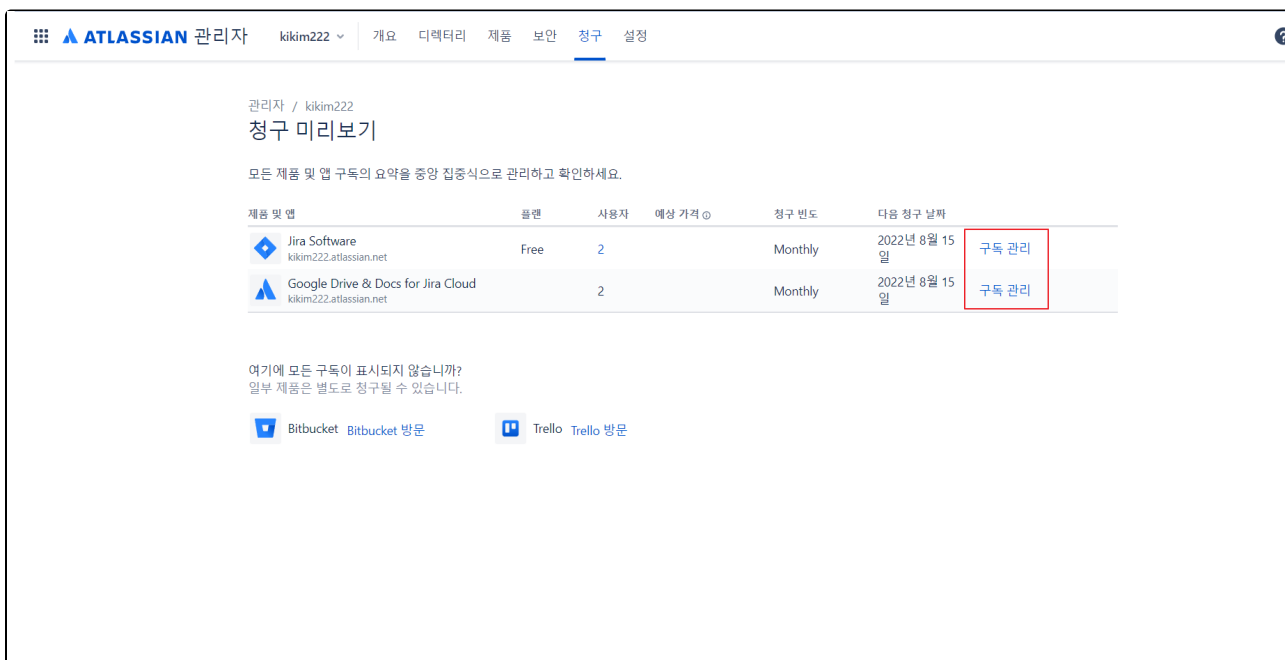 ATLASSIAN 관리자 kikim222 개요 디렉터리 제품 보안 청구 설정
관리자 / kikim222
청구 미리보기
모든 제품 및 앱 구독의 요약을 중앙 집중식으로 관리하고 확인하세요.
제품 및 앱 플랜 사용자 예상 가격 청구 빈도 다음 청구 날짜
Jira Software
kikim222.atlassian.net
Free 2 Monthly
2022년 8월 15
일
구독 관리
Google Drive & Docs for Jira Cloud
kikim222.atlassian.net
2 Monthly
2022년 8월 15
일
구독 관리
여기에 모든 구독이 표시되지 않습니까?
일부 제품은 별도로 청구될 수 있습니다.
Bitbucket Bitbucket 방문 Trello Trello 방문